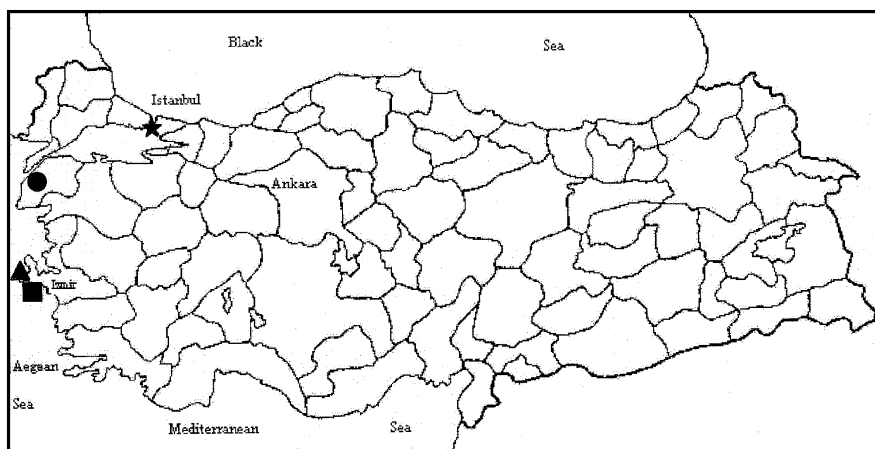 Black Sea
Istanbul
Ankara
Izmir
Aegean
Sea
Mediterranean Sea